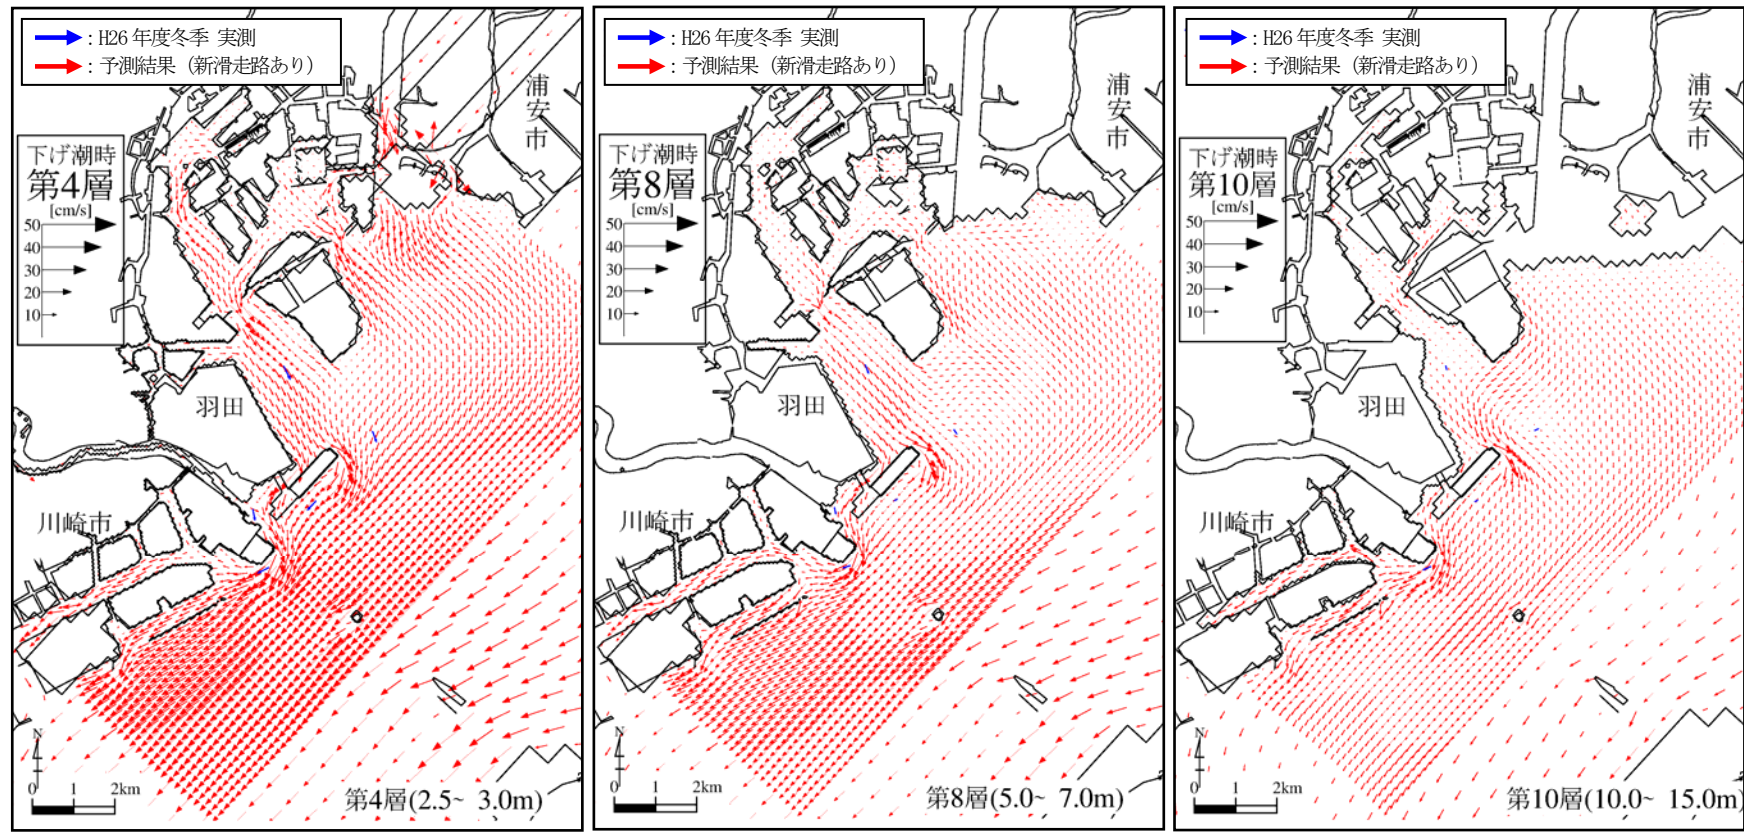 : H26 年度冬季 実測
: 予測結果（新滑走路あり）
浦安市
下げ潮時
第4層
[cm/s]
50
40
30
20
10
羽田
川崎市
N
0 1 2km
第4層(2.5~ 3.0m)
: H26 年度冬季 実測
: 予測結果（新滑走路あり）
浦安市
下げ潮時
第8層
[cm/s]
50
40
30
20
10
羽田
川崎市
N
0 1 2km
第8層(5.0~ 7.0m)
: H26 年度冬季 実測
: 予測結果（新滑走路あり）
浦安市
下げ潮時
第10層
[cm/s]
50
40
30
20
10
羽田
川崎市
N
0 1 2km
第10層(10.0~ 15.0m)